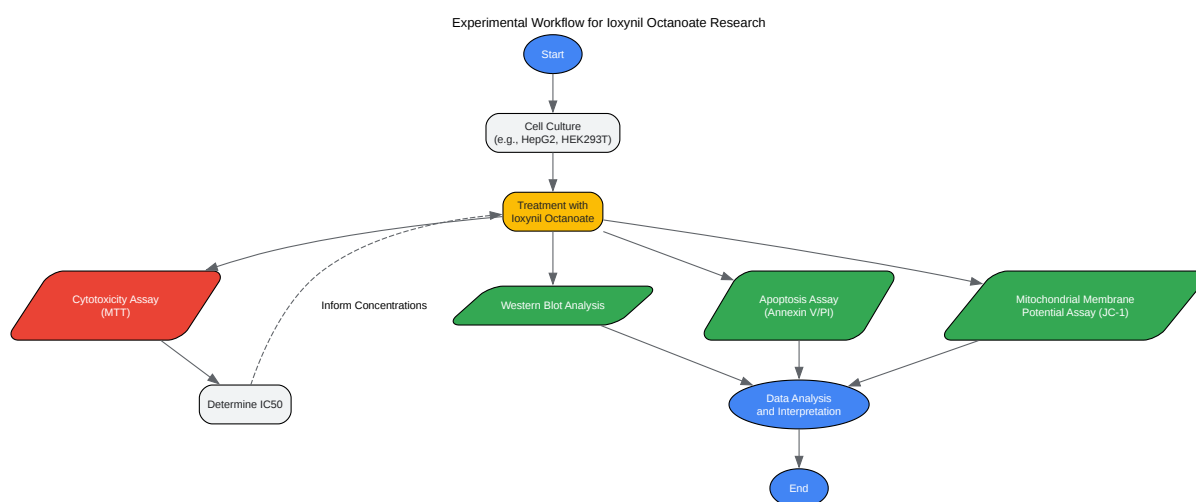 Experimental Workflow for Ioxynil Octanoate Research
Start
Cell Culture
(e.g., HepG2, HEK293T)
Treatment with
Ioxynil Octanoate
Cytotoxicity Assay
(MTT)
Inform Concentrations
Western Blot Analysis
Apoptosis Assay
(Annexin V/PI)
Mitochondrial Membrane
Potential Assay (JC-1)
Determine IC50
Data Analysis
and Interpretation
End